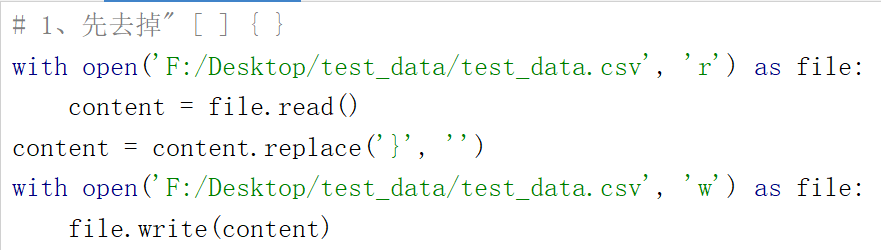 # 1、先去掉" [ ] { }
with open('F:/Desktop/test_data/test_data.csv', 'r') as file:
    content = file.read()
content = content.replace('}', '')
with open('F:/Desktop/test_data/test_data.csv', 'w') as file:
    file.write(content)